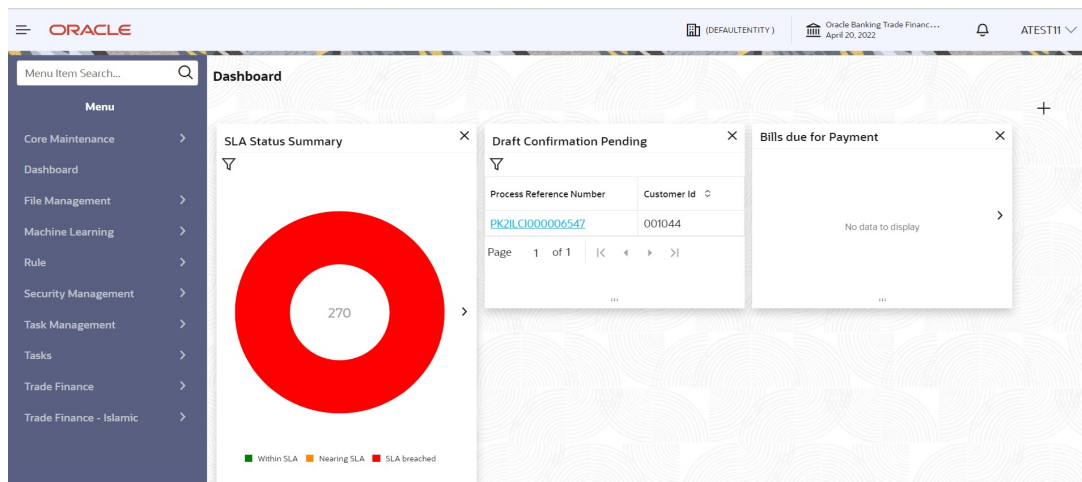 ORACLE
(DEFAULTENTITY)
Oracle Banking Trade Financ...
April 20, 2022
ATEST11
Menu Item Search...
Menu
Core Maintenance
Dashboard
File Management
Machine Learning
Rule
Security Management
Task Management
Tasks
Trade Finance
Trade Finance - Islamic
Dashboard
SLA Status Summary
270
Within SLA Nearing SLA SLA breached
Draft Confirmation Pending
Process Reference Number Customer Id
PK2ILCI000006547 001044
Page 1 of 1
Bills due for Payment
No data to display